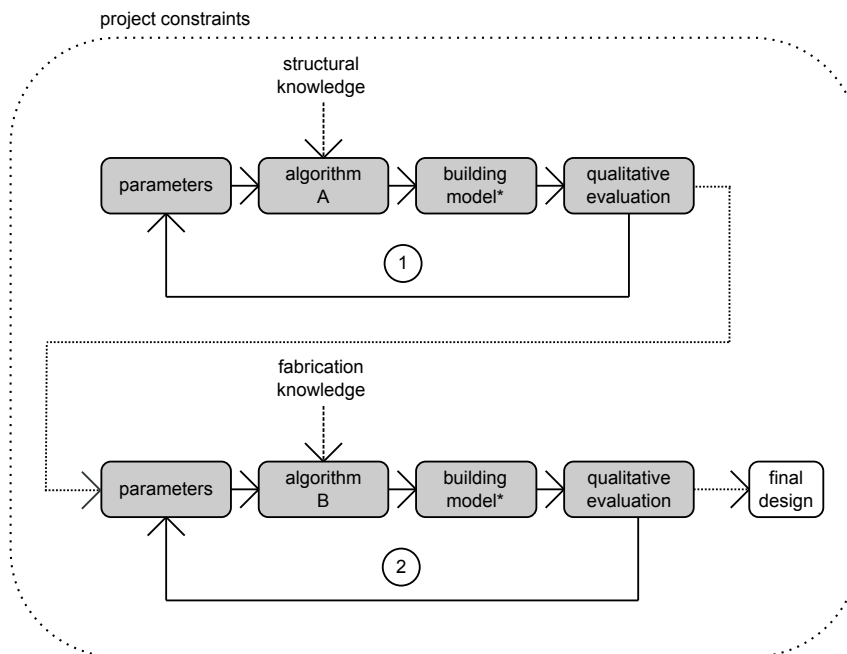 project constraints
structural
knowledge
parameters
algorithm
A
building
model*
qualitative
evaluation
1
fabrication
knowledge
parameters
algorithm
B
building
model*
qualitative
evaluation
final
design
2